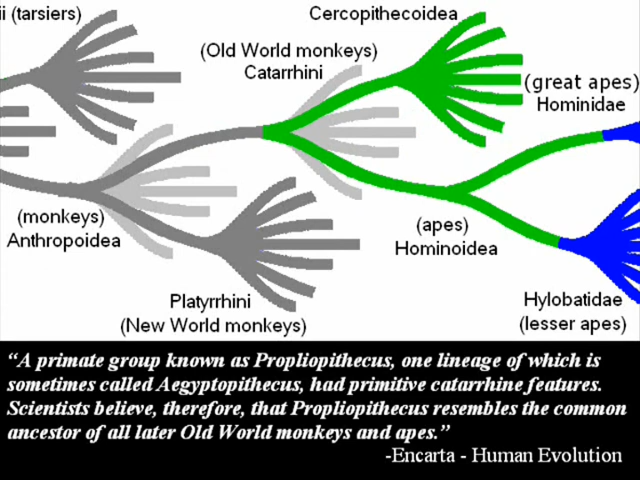 ii (tarsiers)
Cercopithecoidea
(Old World monkeys)
Catarrhini
(great apes)
Hominidae
(monkeys)
Anthropoidea
(apes)
Hominoidea
Platyrrhini
(New World monkeys)
Hylobatidae
(lesser apes)
“A primate group known as Propliopithecus, one lineage of which is
sometimes called Aegyptopithecus, had primitive catarrhine features.
Scientists believe, therefore, that Propliopithecus resembles the common
ancestor of all later Old World monkeys and apes.”
-Encarta - Human Evolution